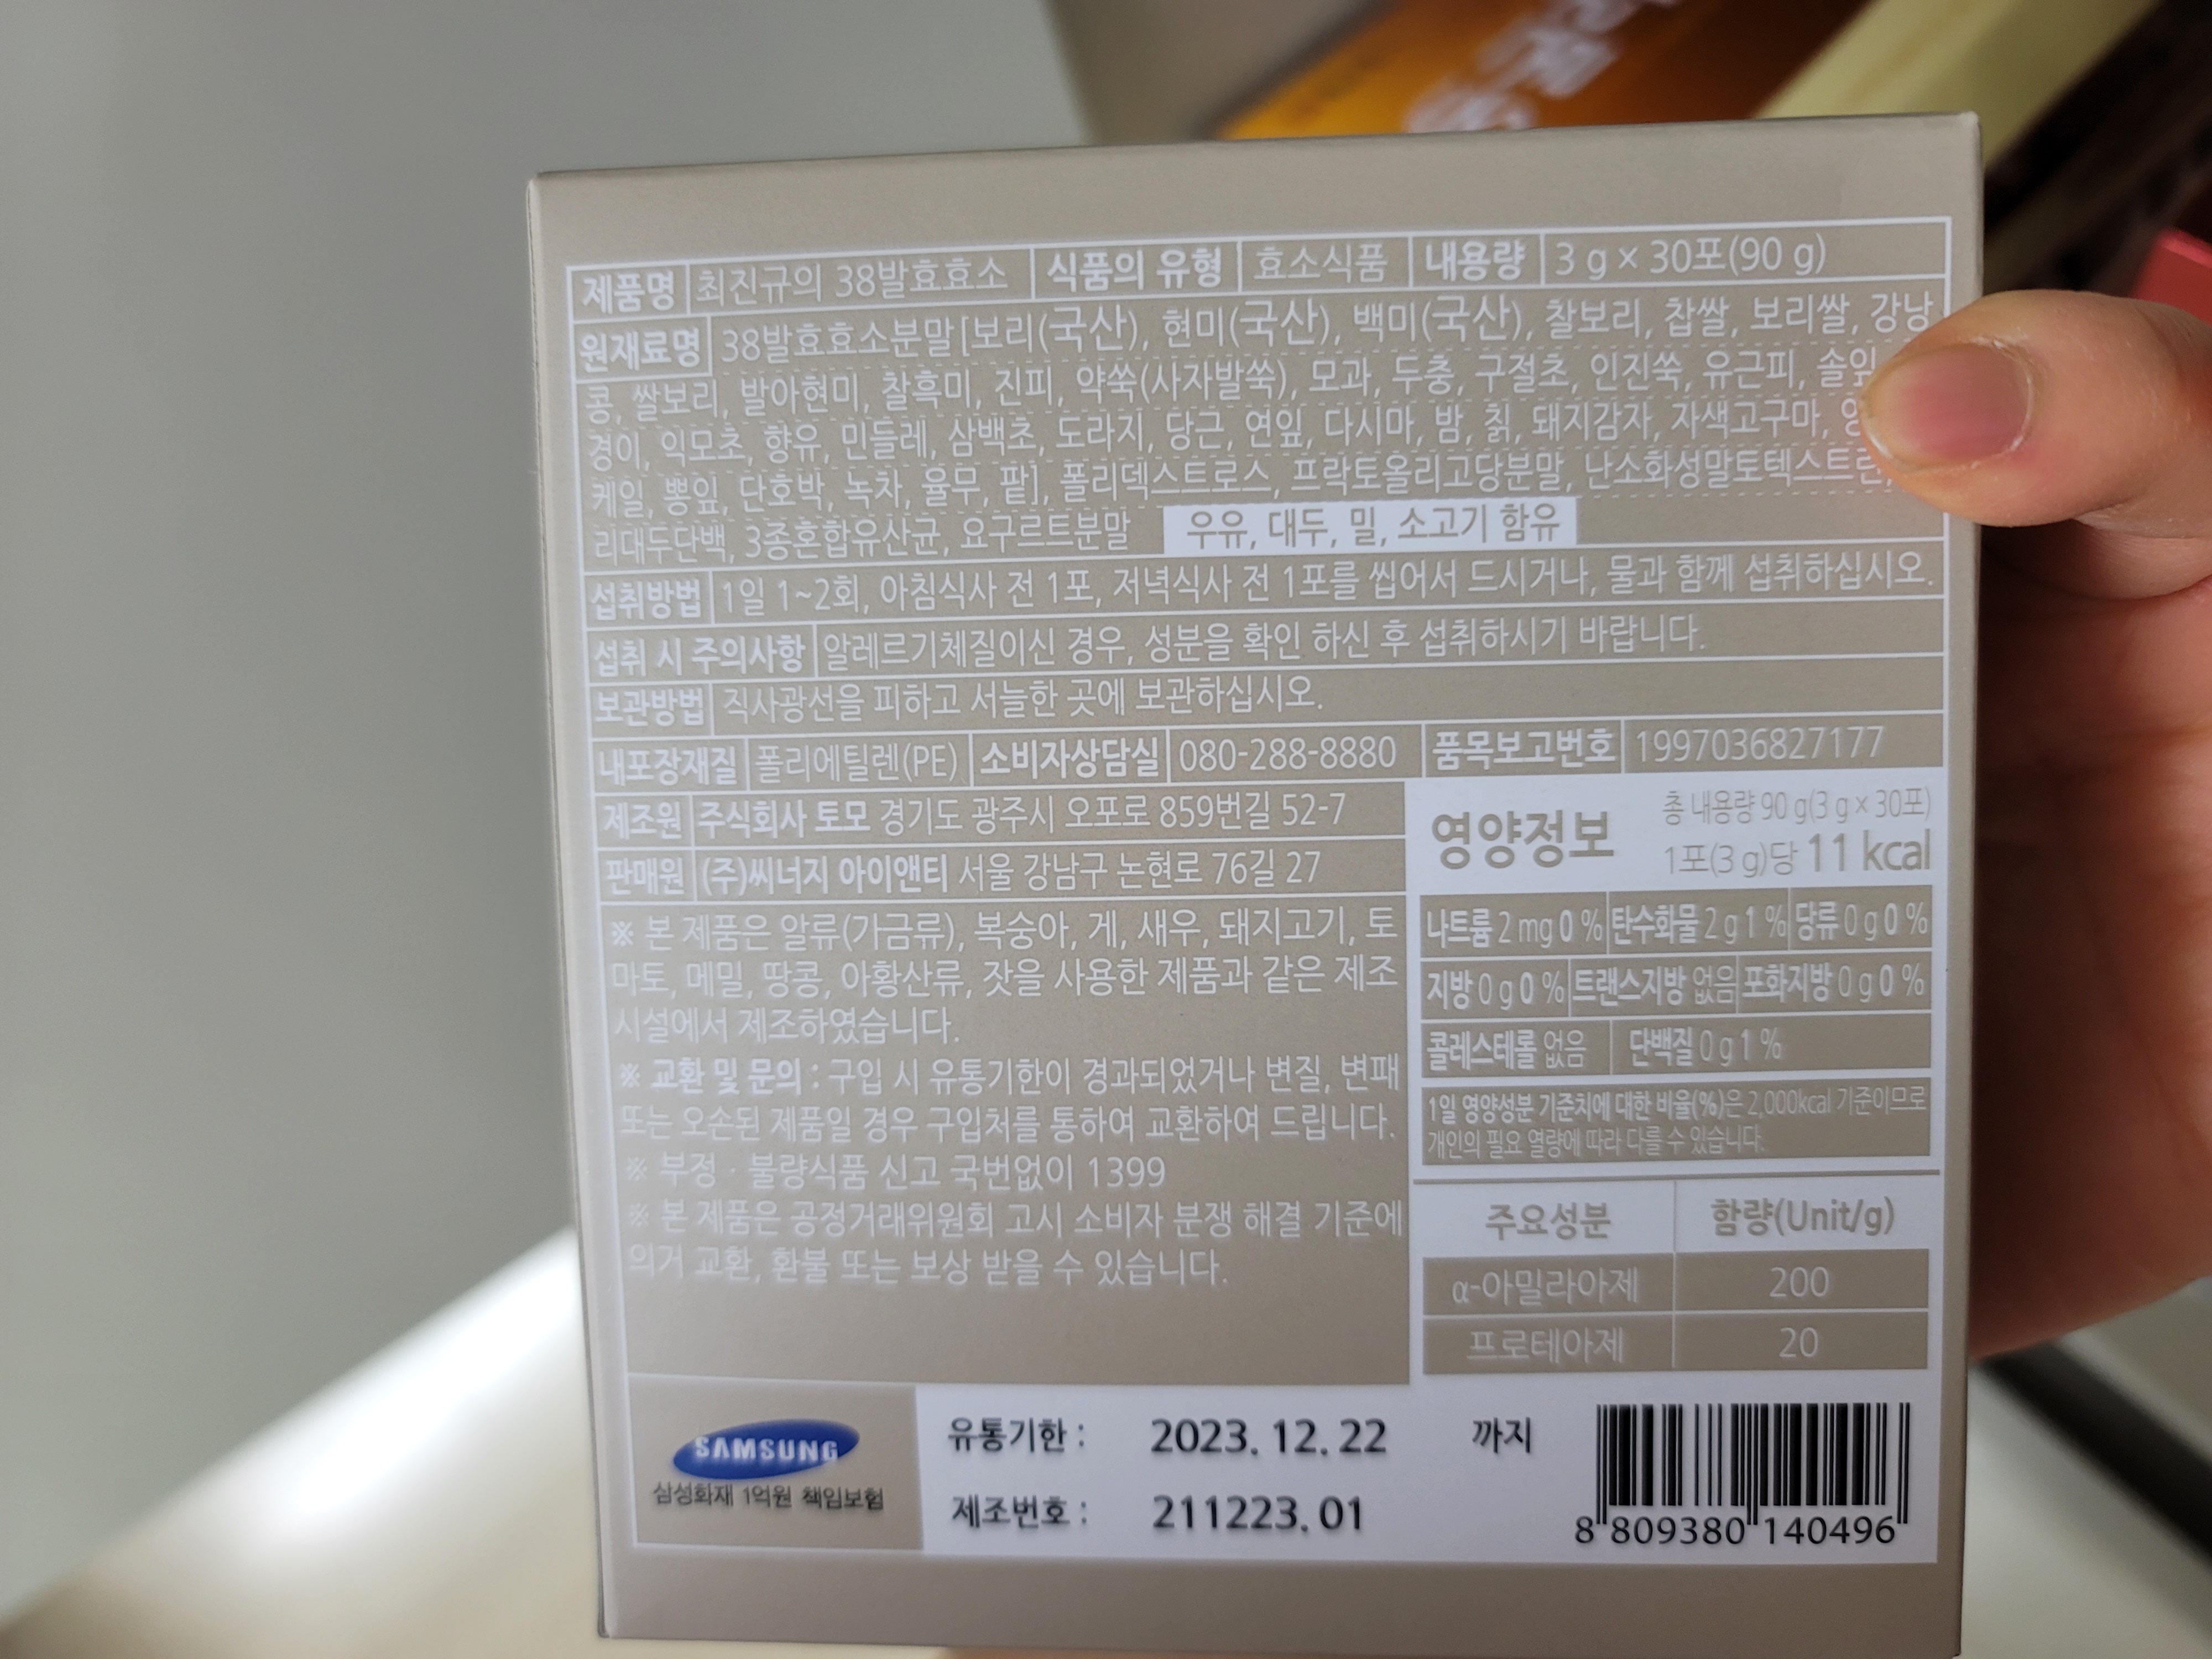 제품명 최진규의 38발효효소 식품의 유형 효소식품 내용량 3 g × 30포(90 g)
원재료명 38발효효소분말[보리(국산), 현미(국산), 백미(국산), 찰보리, 찹쌀, 보리쌀, 강낭
콩, 쌀보리, 발아현미, 찰흑미, 진피, 약쑥(사자발쑥), 모과, 두충, 구절초, 인진쑥, 유근피, 솔잎
경이, 익모초, 향유, 민들레, 삼백초, 도라지, 당근, 연잎, 다시마, 밤, 칡, 돼지감자, 자색고구마,
케일, 뽕잎, 단호박, 녹차, 율무, 팥], 폴리덱스트로스, 프락토올리고당분말, 난소화성말토텍스트린,
리대두단백, 3종혼합유산균, 요구르트분말 우유, 대두, 밀, 소고기 함유
섭취방법 1일 1~2회, 아침식사 전 1포, 저녁식사 전 1포를 씹어서 드시거나, 물과 함께 섭취하십시오.
섭취 시 주의사항 알레르기체질이신 경우, 성분을 확인 하신 후 섭취하시기 바랍니다.
보관방법 직사광선을 피하고 서늘한 곳에 보관하십시오.
내포장재질 폴리에틸렌(PE) 소비자상담실 080-288-8880 품목보고번호 1997036827177
제조원 주식회사 토모 경기도 광주시 오포로 859번길 52-7
판매원 (주)씨너지 아이앤티 서울 강남구 논현로 76길 27
※ 본 제품은 알류(가금류), 복숭아, 게, 새우, 돼지고기, 토
마토, 메밀, 땅콩, 아황산류, 잣을 사용한 제품과 같은 제조
시설에서 제조하였습니다.
※ 교환 및 문의 : 구입 시 유통기한이 경과되었거나 변질, 변패
또는 오손된 제품일 경우 구입처를 통하여 교환하여 드립니다.
※ 부정 · 불량식품 신고 국번없이 1399
※ 본 제품은 공정거래위원회 고시 소비자 분쟁 해결 기준에
의거 교환, 환불 또는 보상 받을 수 있습니다.
영양정보
총 내용량 90 g(3 g × 30포)
1포(3 g)당 11 kcal
나트륨 2 mg 0 % 탄수화물 2 g 1 % 당류 0 g 0 %
지방 0 g 0 % 트랜스지방 없음 포화지방 0 g 0 %
콜레스테롤 없음 단백질 0 g 1 %
1일 영양성분 기준치에 대한 비율(%)은 2,000kcal 기준이므로
개인의 필요 열량에 따라 다를 수 있습니다.
주요성분 함량(Unit/g)
α-아밀라아제 200
프로테아제 20
SAMSUNG
삼성화재 1억원 책임보험
유통기한 : 2023. 12. 22 까지
제조번호 : 211223. 01
8 809380 140496